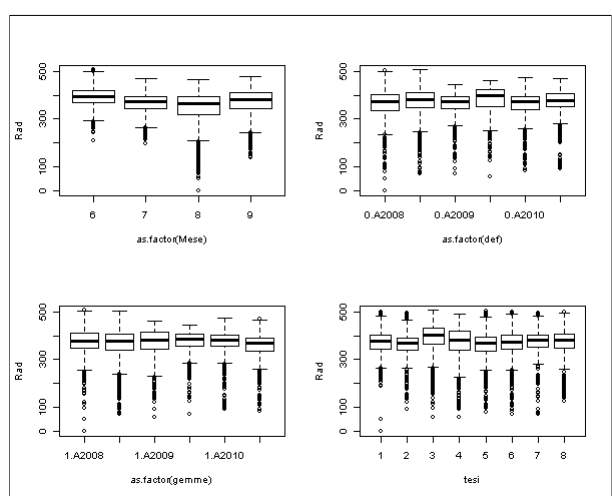 500
300
100
0
Rad
6 7 8 9
as.factor(Mese)
500
300
100
0
Rad
0.A2008 0.A2009 0.A2010
as.factor(def)
500
300
100
0
Rad
1.A2008 1.A2009 1.A2010
as.factor(gemme)
500
300
100
0
Rad
1 2 3 4 5 6 7 8
tesi